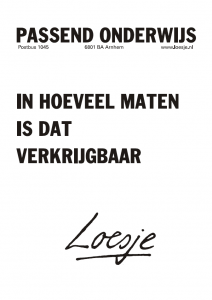 PASSEND ONDERWIJS
Postbus 1045 6801 BA Arnhem www.loesje.nl
IN HOEVEEL MATEN
IS DAT
VERKRIJGBAAR
Loesje